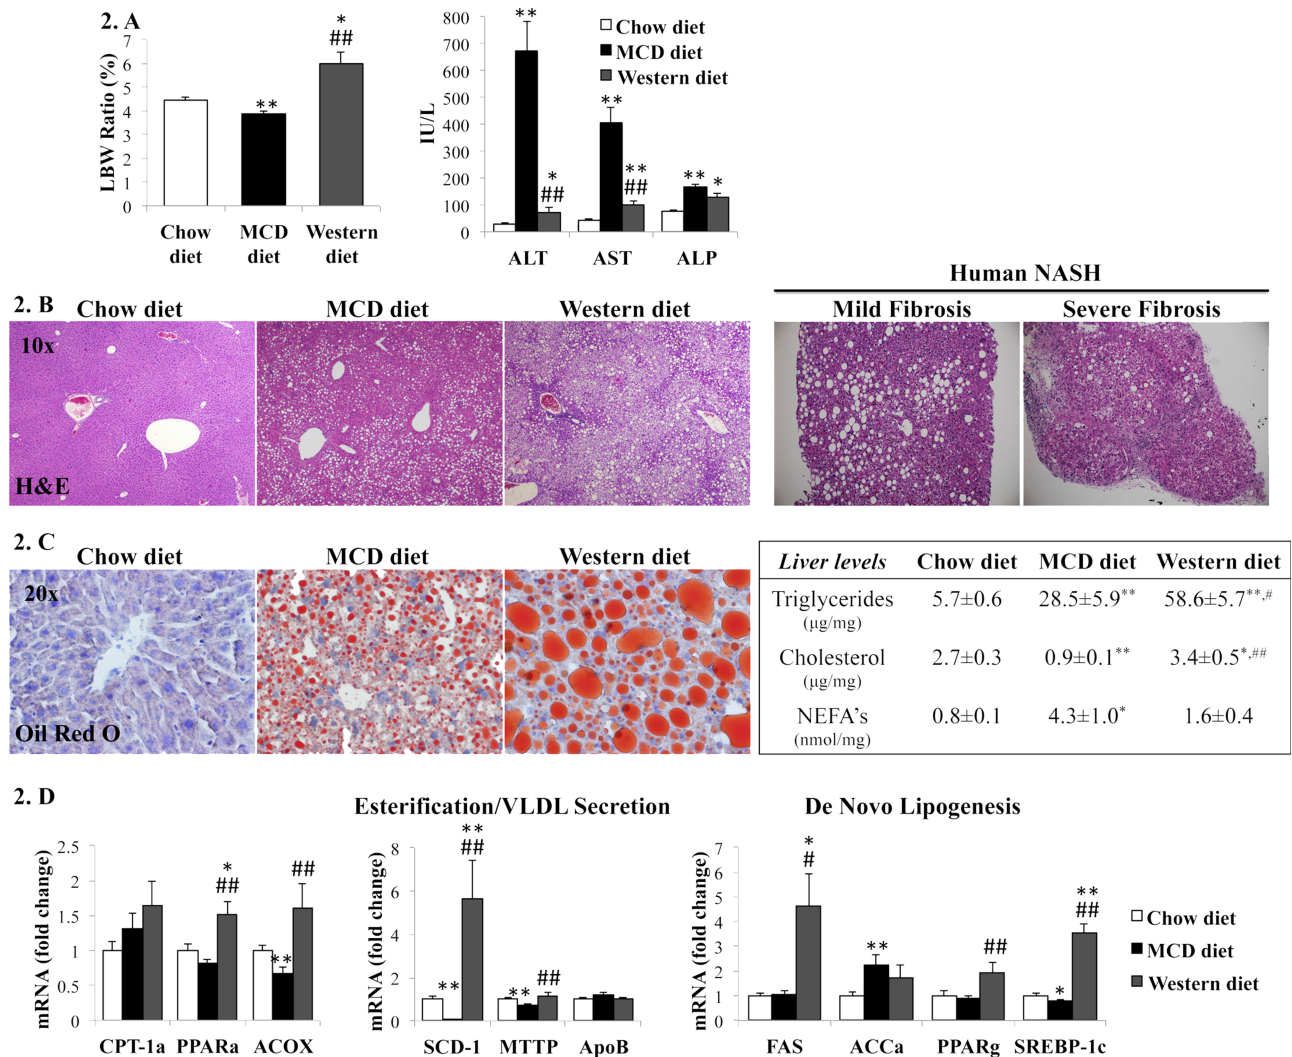 2. A
LBW Ratio (%)
7
6
5
4
3
2
1
0
**
*
##
Chow diet
MCD diet
Western diet
IU/L
800
700
600
500
400
300
200
100
0
**
*
##
**
**
##
**
*
Chow diet
MCD diet
Western diet
ALT
AST
ALP
2. B
Chow diet
MCD diet
Western diet
Human NASH
Mild Fibrosis
Severe Fibrosis
10x
H&E
2. C
Chow diet
MCD diet
Western diet
20x
Oil Red O
Liver levels Chow diet MCD diet Western diet
Triglycerides 5.7±0.6 28.5±5.9** 58.6±5.7**,#
(µg/mg)
Cholesterol 2.7±0.3 0.9±0.1** 3.4±0.5*,##
(µg/mg)
NEFA's 0.8±0.1 4.3±1.0* 1.6±0.4
(nmol/mg)
2. D
mRNA (fold change)
2.5
2
1.5
1
0.5
0
*
##
**
##
CPT-1a
PPARa
ACOX
Esterification/VLDL Secretion
mRNA (fold change)
8
6
4
2
0
**
**
##
**
##
SCD-1
MTTP
ApoB
De Novo Lipogenesis
mRNA (fold change)
7
6
5
4
3
2
1
0
*
#
**
##
*
**
##
FAS
ACCa
PPARg
SREBP-1c
Chow diet
MCD diet
Western diet